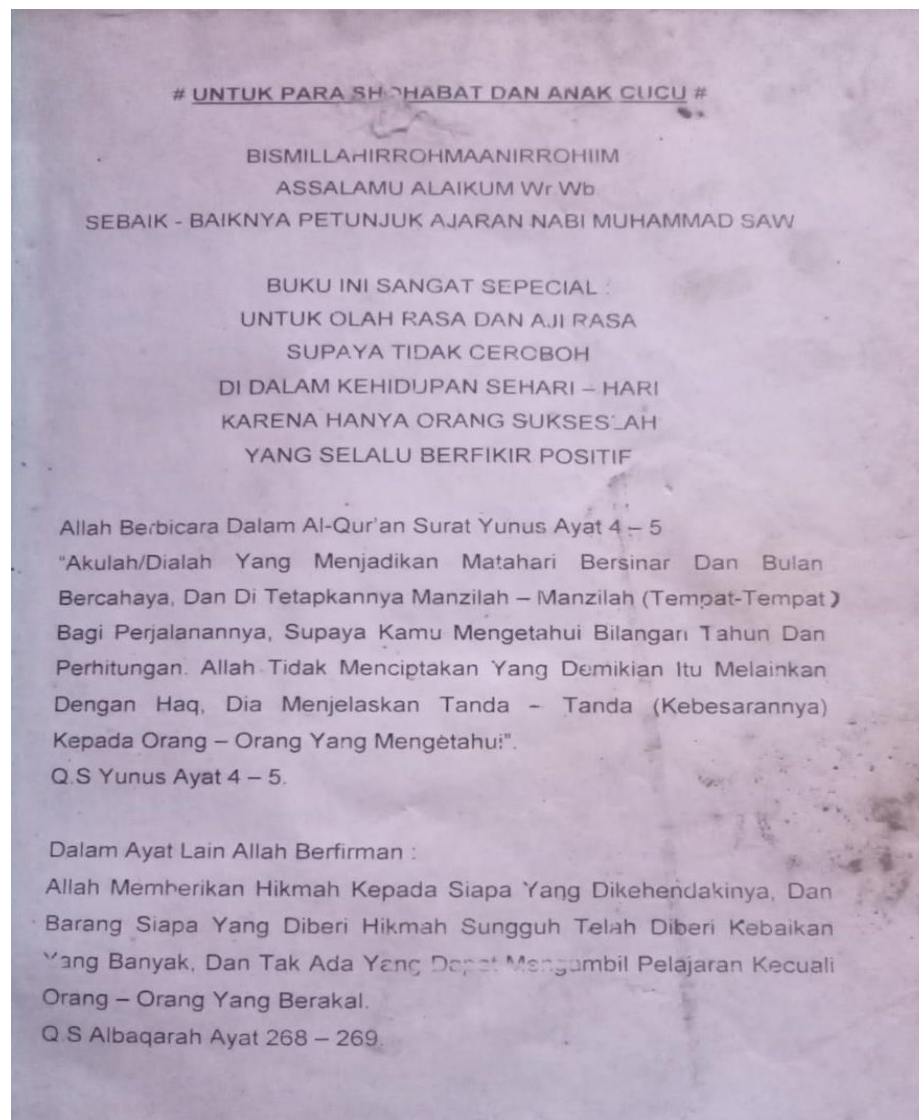 # UNTUK PARA SHOHABAT DAN ANAK CUCU #
BISMILLAHIRROHMAANIRROHIIM
ASSALAMU ALAIKUM Wr.Wb.
SEBAIK - BAIKNYA PETUNJUK AJARAN NABI MUHAMMAD SAW
BUKU INI SANGAT SEPECIAL :
UNTUK OLAH RASA DAN AJI RASA
SUPAYA TIDAK CEROBOH
DI DALAM KEHIDUPAN SEHARI – HARI
KARENA HANYA ORANG SUKSESLAH
YANG SELALU BERFIKIR POSITIF
Allah Berbicara Dalam Al-Qur'an Surat Yunus Ayat 4 – 5
"Akulah/Dialah Yang Menjadikan Matahari Bersinar Dan Bulan
Bercahaya, Dan Di Tetapkannya Manzilah – Manzilah (Tempat-Tempat)
Bagi Perjalanannya, Supaya Kamu Mengetahui Bilangan Tahun Dan
Perhitungan. Allah Tidak Menciptakan Yang Demikian Itu Melainkan
Dengan Haq, Dia Menjelaskan Tanda – Tanda (Kebesarannya)
Kepada Orang – Orang Yang Mengetahui".
Q.S Yunus Ayat 4 – 5.
Dalam Ayat Lain Allah Berfirman :
Allah Memberikan Hikmah Kepada Siapa Yang Dikehendakinya, Dan
Barang Siapa Yang Diberi Hikmah Sungguh Telah Diberi Kebaikan
Yang Banyak, Dan Tak Ada Yang Dapat Mengambil Pelajaran Kecuali
Orang – Orang Yang Berakal.
Q.S Albaqarah Ayat 268 – 269.